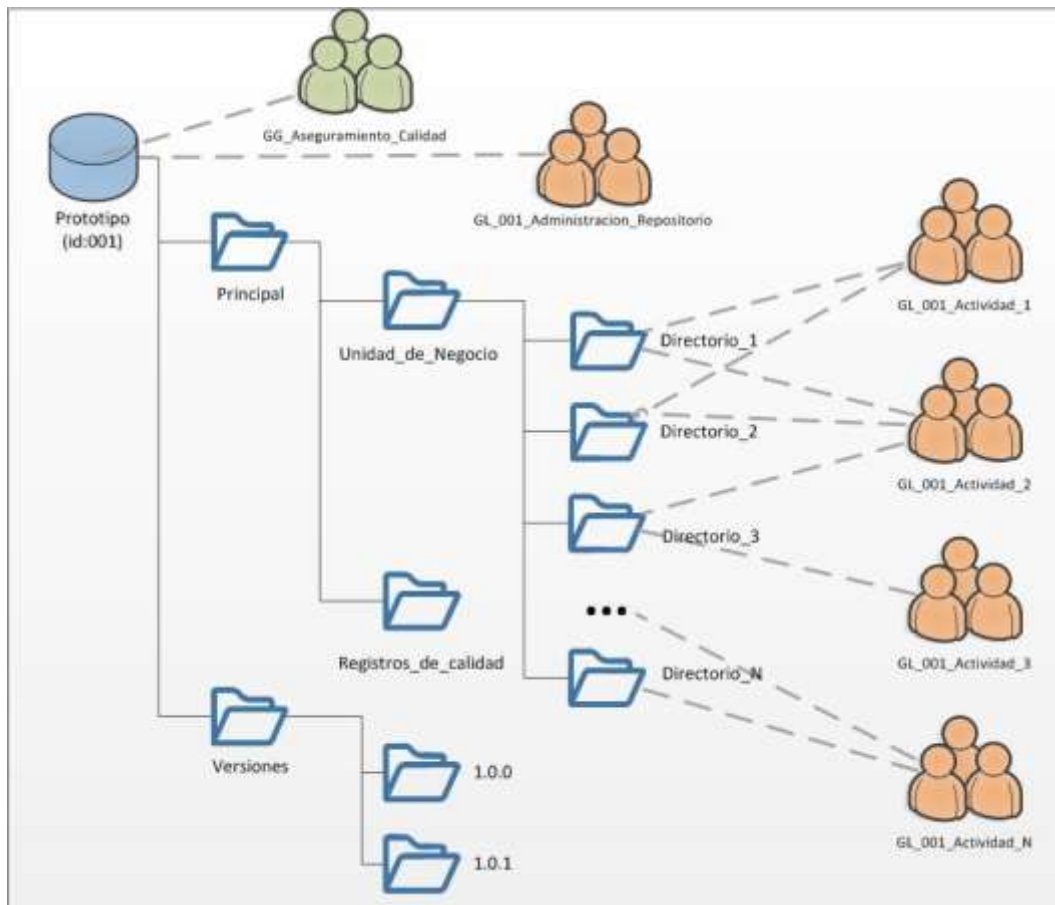 GG_Aseguramiento_Calidad
GL_001_Administracion_Repositorio
Prototipo
(id:001)
Principal
Unidad_de_Negocio
Directorio_1
GL_001_Actividad_1
Directorio_2
GL_001_Actividad_2
Directorio_3
...
Registros_de_calidad
GL_001_Actividad_3
Directorio_N
Versiones
1.0.0
GL_001_Actividad_N
1.0.1